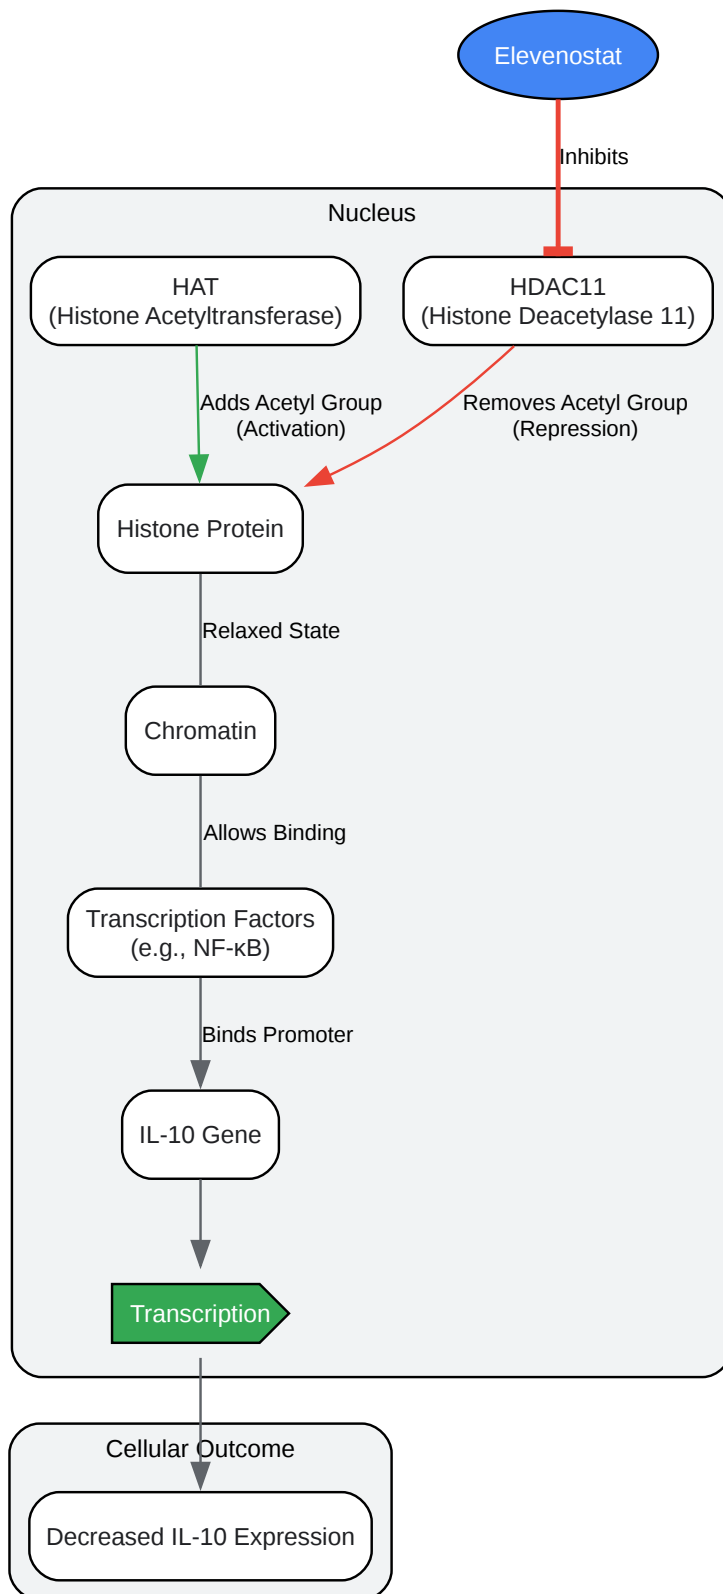 Elevenostat
Inhibits
Nucleus
HAT
(Histone Acetyltransferase)
HDAC11
(Histone Deacetylase 11)
Adds Acetyl Group
(Activation)
Removes Acetyl Group
(Repression)
Histone Protein
Relaxed State
Chromatin
Allows Binding
Transcription Factors
(e.g., NF-κB)
Binds Promoter
IL-10 Gene
Transcription
Cellular Outcome
Decreased IL-10 Expression